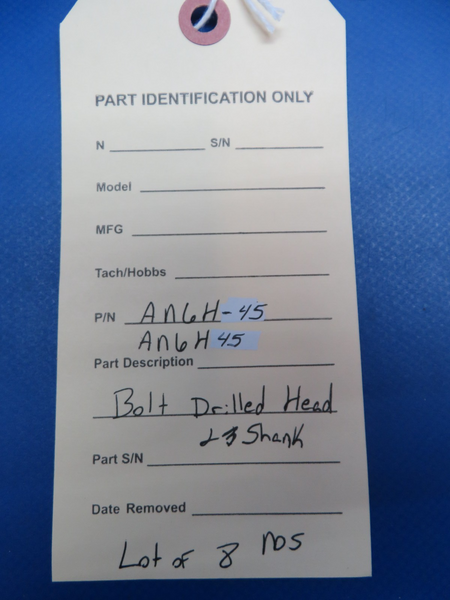 PART IDENTIFICATION ONLY
N S/N
Model
MFG
Tach/Hobbs
P/N AN6H-45
AN6H45
Part Description
Bolt Drilled Head
& Shank
Part S/N
Date Removed
Lot of 8 NOS